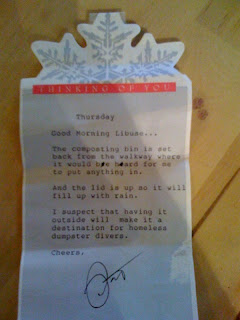 THINKING OF YOU
Thursday
Good Morning Libuse...
The composting bin is set
back from the walkway where
it would be hard for me
to put anything in.
And the lid is up so it will
fill up with rain.
I suspect that having it
outside will make it a
destination for homeless
dumpster divers.
Cheers.